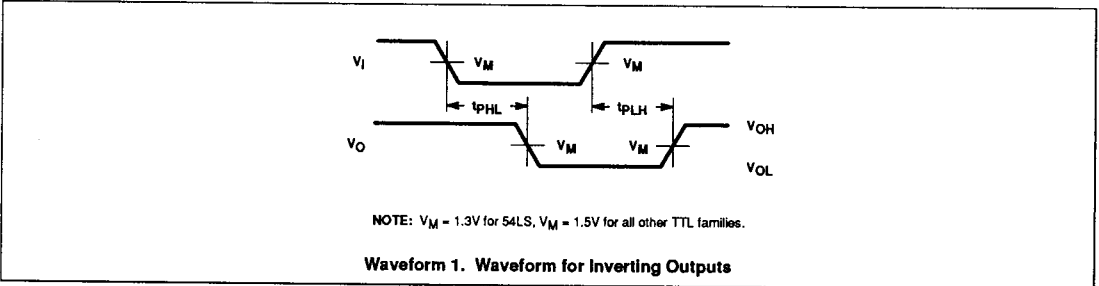 VI VM VM
tPHL tPLH
VO VM VM VOH
VOL
NOTE: VM = 1.3V for 54LS, VM = 1.5V for all other TTL families.
Waveform 1. Waveform for Inverting Outputs